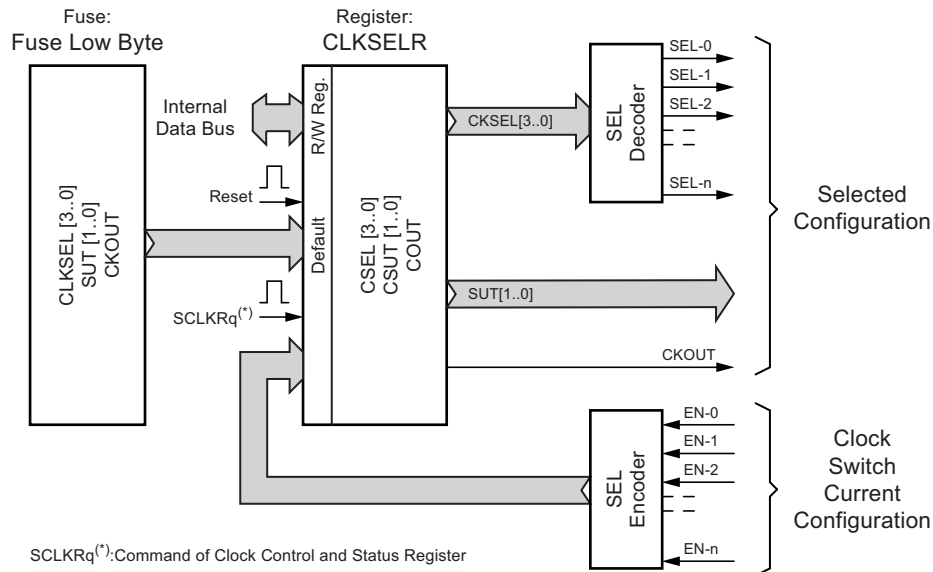 Fuse:
Fuse Low Byte
Register:
CLKSELR
CLKSEL [3..0]
SUT [1..0]
CKOUT
Internal
Data Bus
Reset
SCLKRq(*)
R/W Reg.
Default
CSEL [3..0]
CSUT [1..0]
COUT
CKSEL[3..0]
SUT[1..0]
CKOUT
SEL
Decoder
SEL-0
SEL-1
SEL-2
SEL-n
Selected
Configuration
SEL
Encoder
EN-0
EN-1
EN-2
EN-n
Clock
Switch
Current
Configuration
SCLKRq(*):Command of Clock Control and Status Register